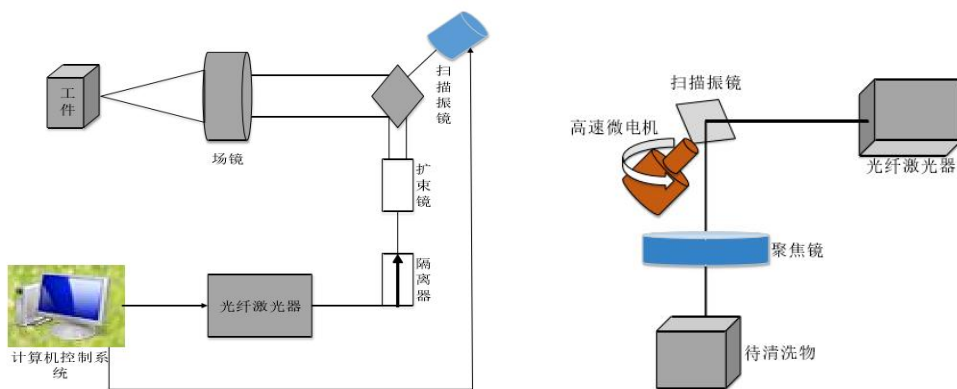 工
件
场镜
扫
描
振
镜
扩
束
镜
隔
离
器
光纤激光器
计算机控制系
统
扫描振镜
高速微电机
光纤激光器
聚焦镜
待清洗物